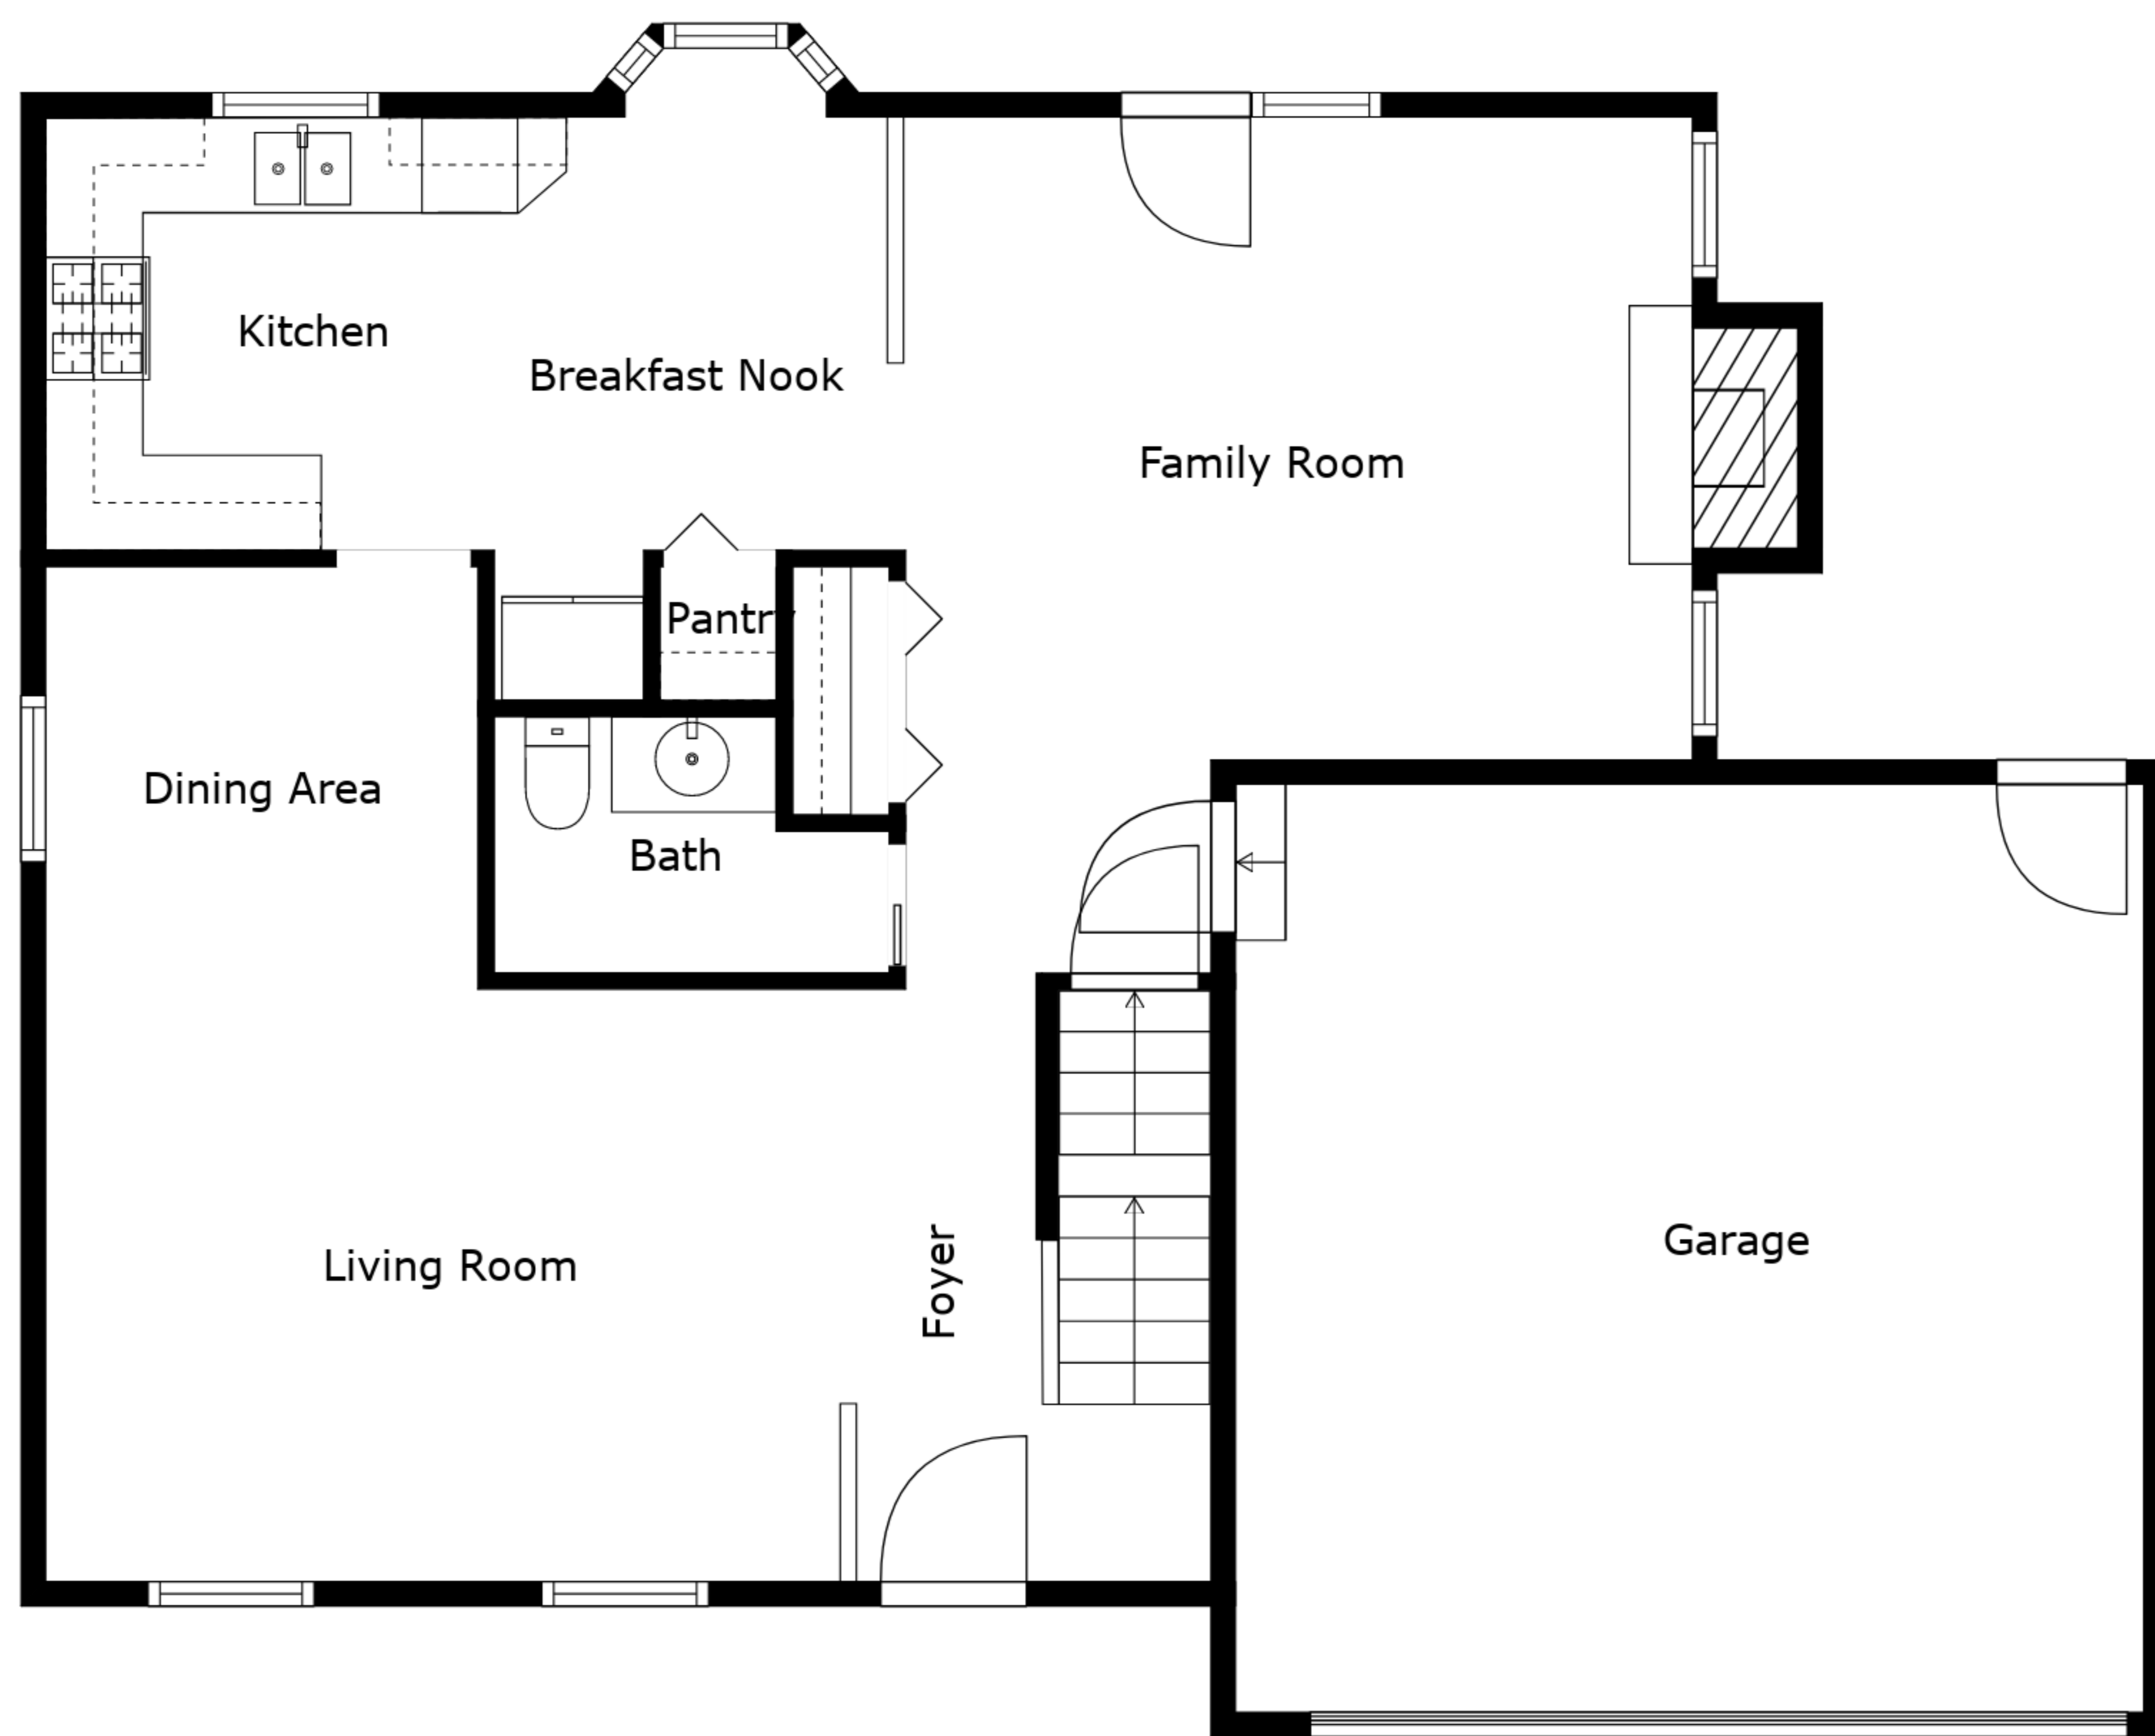 Kitchen
Breakfast Nook
Family Room
Pantry
Dining Area
Bath
Living Room
Foyer
Garage